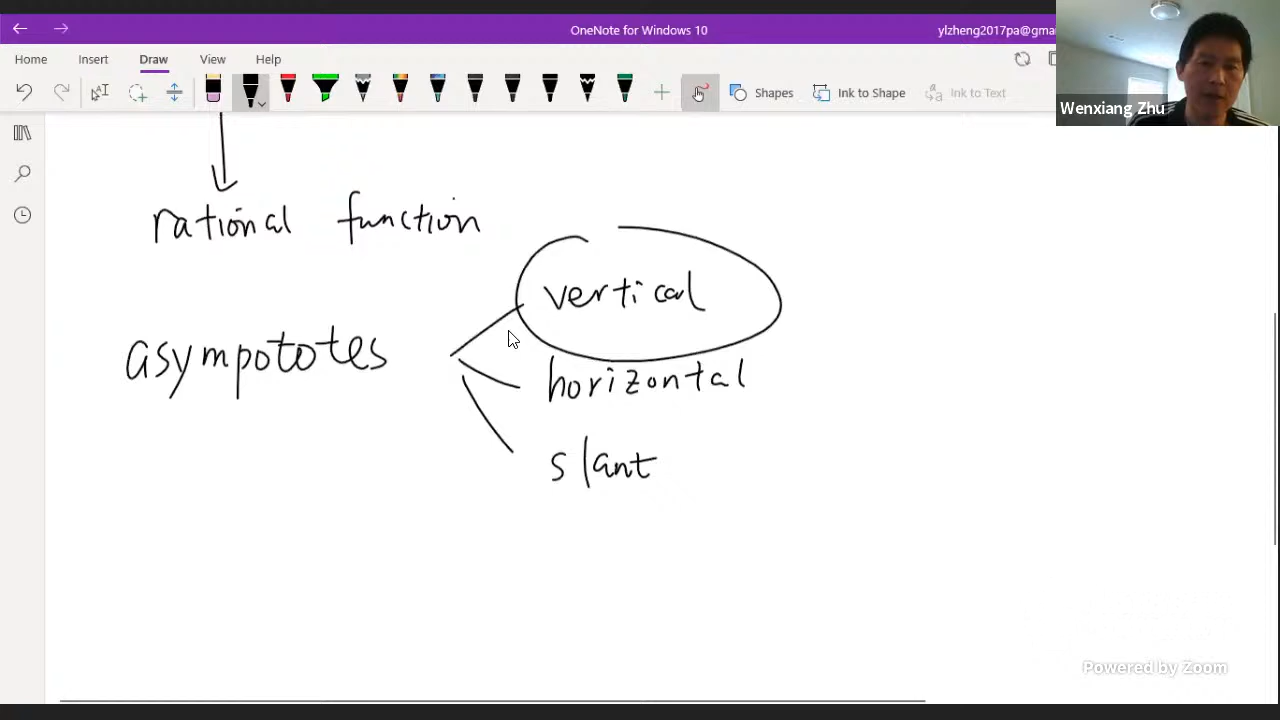 OneNote for Windows 10
ylzheng2017pa@gma
Home Insert Draw View Help
Shapes Ink to Shape Ink to Text
Wenxiang Zhu
rational function
vertical
asympototes
horizontal
slant
Powered by Zoom